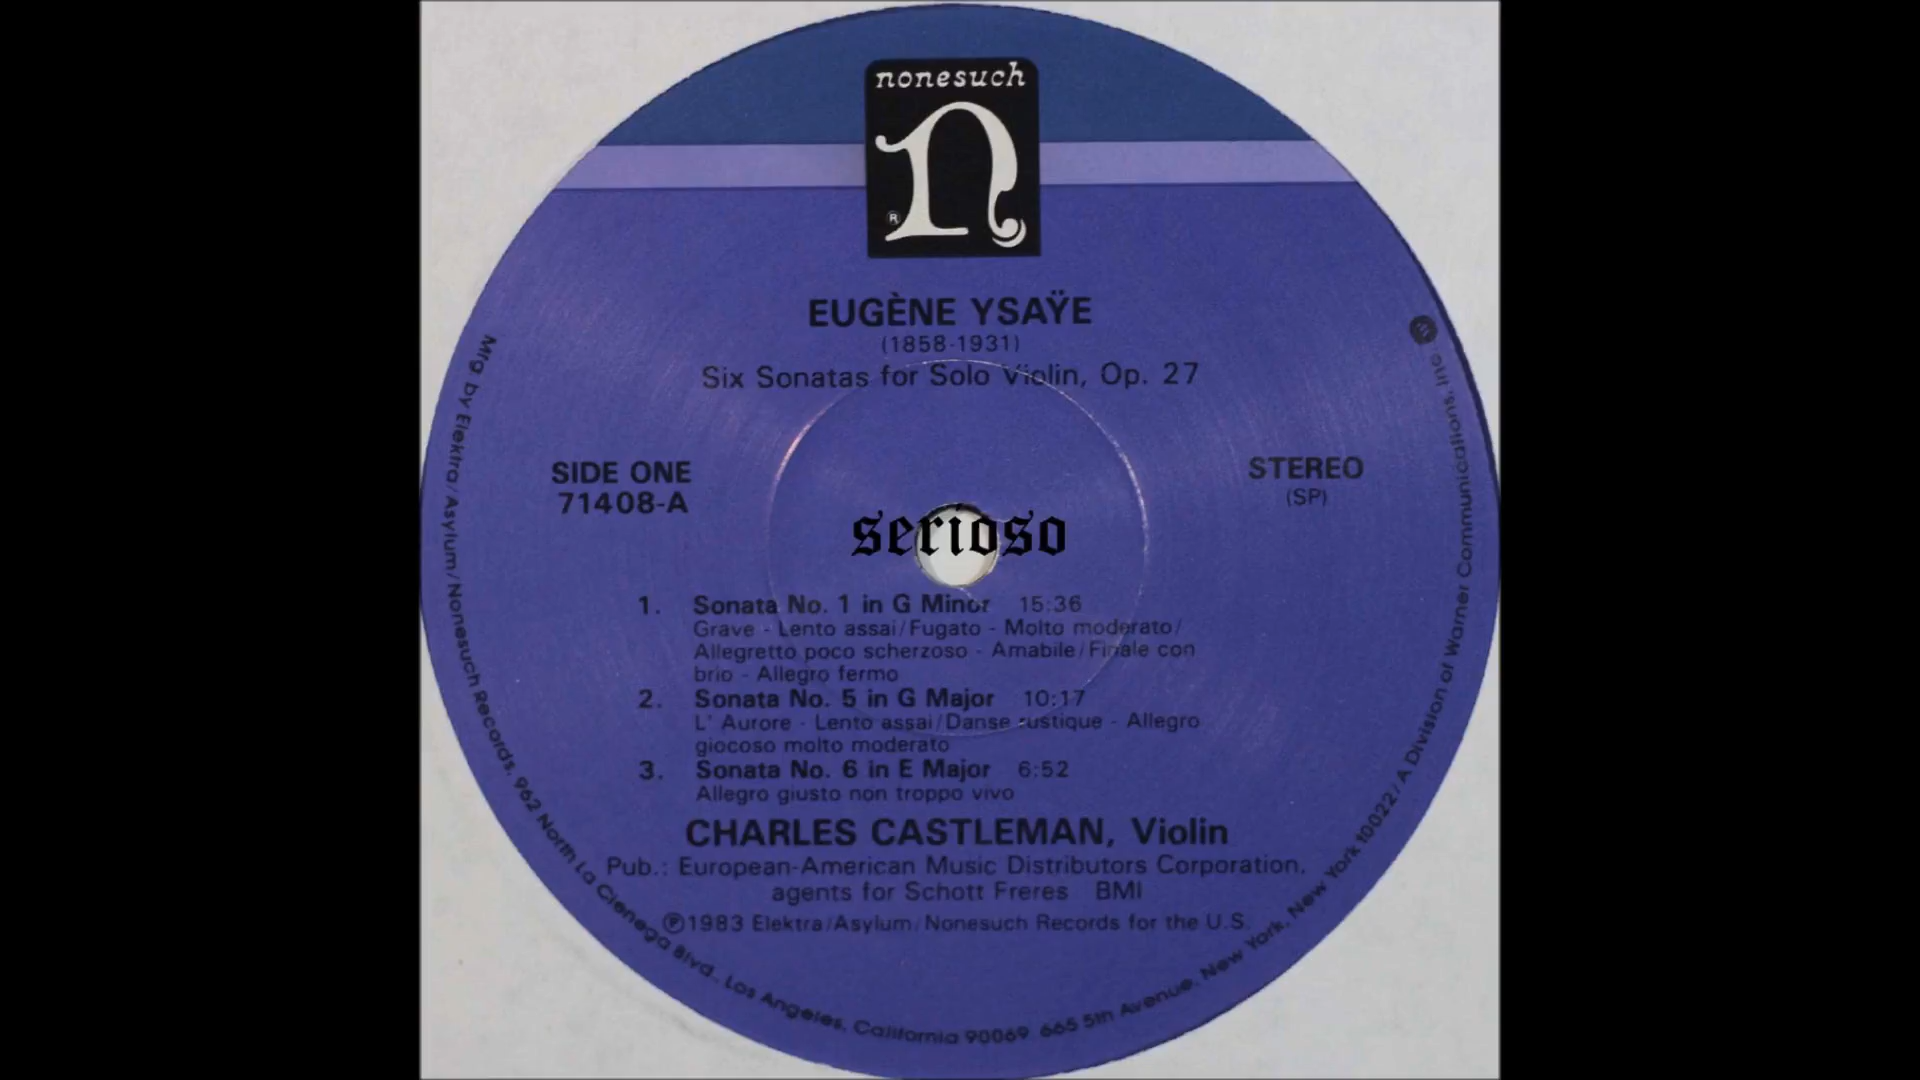 nonesuch
n
®
EUGÈNE YSAŸE
(1858-1931)
Six Sonatas for Solo Violin, Op. 27
SIDE ONE
71408-A
STEREO
(SP)
serioso
1. Sonata No. 1 in G Minor 15:36
Grave - Lento assai/Fugato - Molto moderato/
Allegretto poco scherzoso - Amabile/Finale con
brio - Allegro fermo
2. Sonata No. 5 in G Major 10:17
L' Aurore - Lento assai/Danse rustique - Allegro
giocoso molto moderato
3. Sonata No. 6 in E Major 6:52
Allegro giusto non troppo vivo
CHARLES CASTLEMAN, Violin
Pub.: European-American Music Distributors Corporation,
agents for Schott Freres BMI
℗1983 Elektra/Asylum/Nonesuch Records for the U.S.
Mfg by Elektra/Asylum/Nonesuch Records, 962 North La Cienega Blvd., Los Angeles, California 90069 665 5th Avenue, New York, New York 10022/A Division of Warner Communications, Inc.